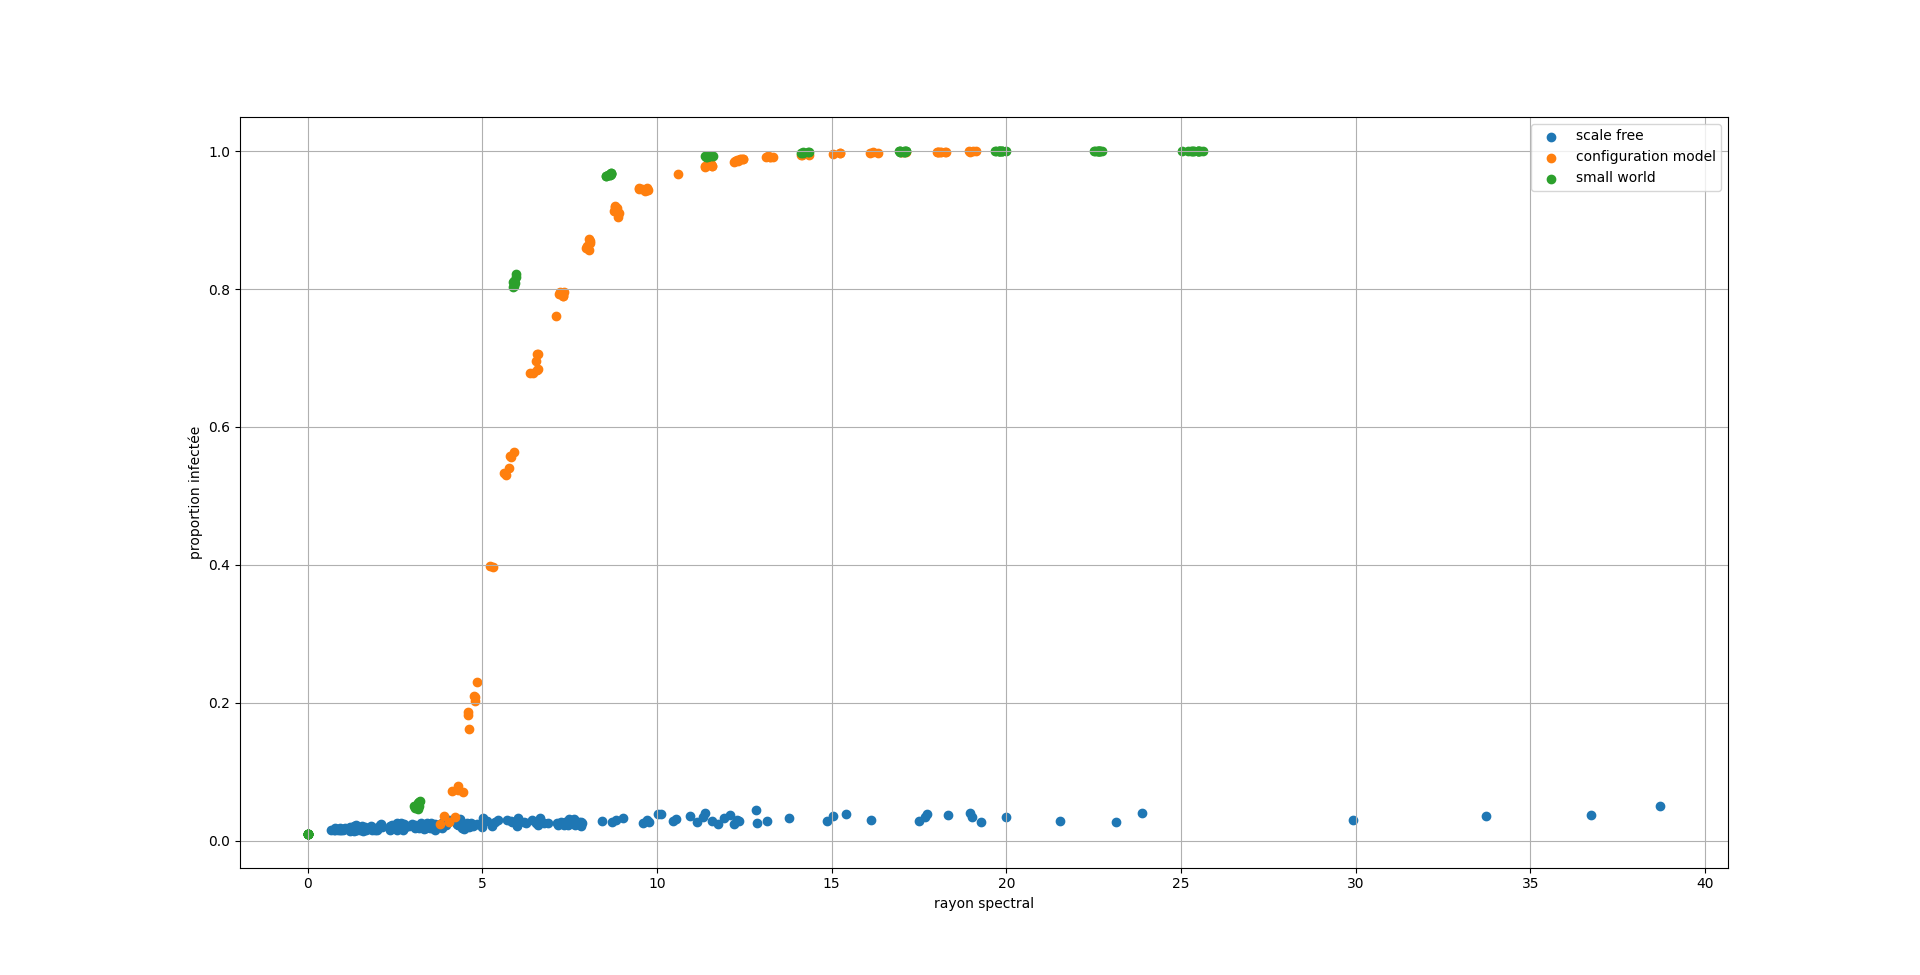 scale free
configuration model
small world
1.0
0.8
0.6
0.4
0.2
0.0
proportion infectée
0 5 10 15 20 25 30 35 40
rayon spectral